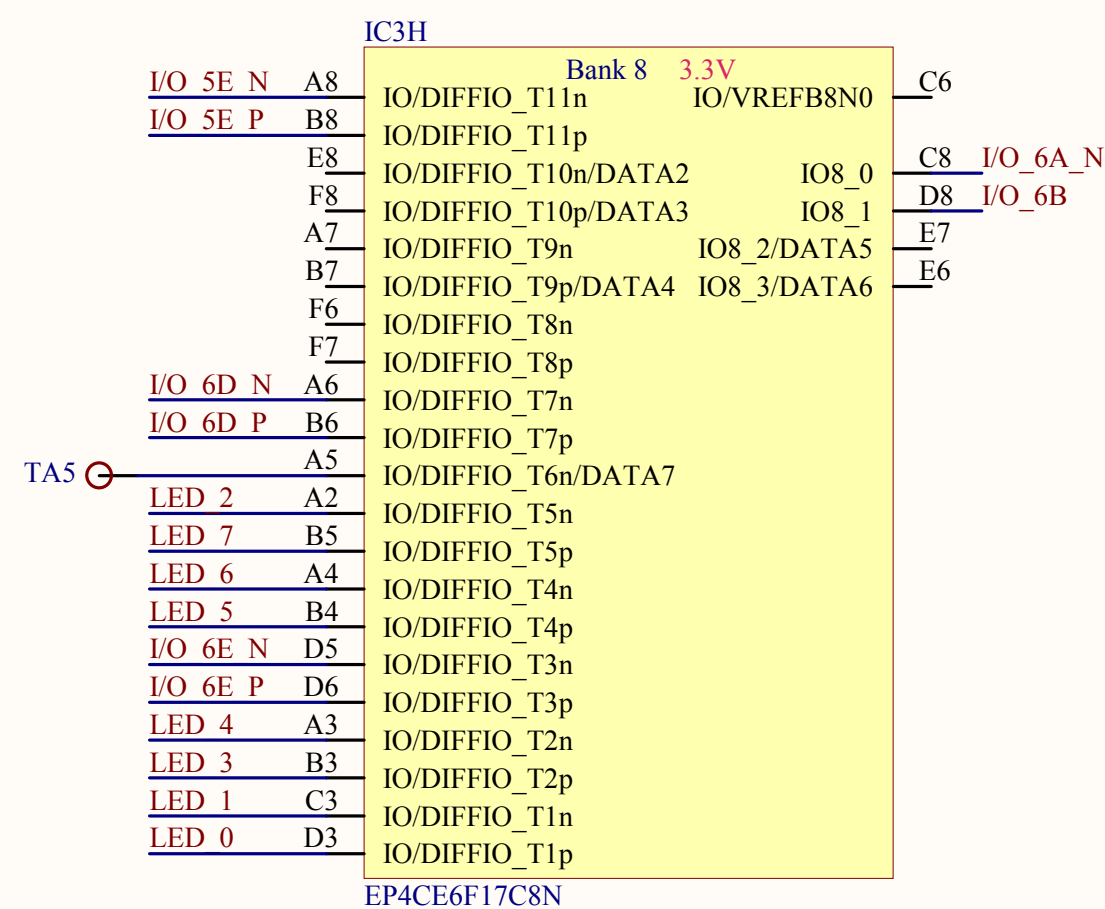 IC3H
Bank 8 3.3V
I/O_5E_N A8 IO/DIFFIO_T11n IO/VREFB8N0 C6
I/O_5E_P B8 IO/DIFFIO_T11p
E8 IO/DIFFIO_T10n/DATA2 IO8_0 C8 I/O_6A_N
F8 IO/DIFFIO_T10p/DATA3 IO8_1 D8 I/O_6B
A7 IO/DIFFIO_T9n IO8_2/DATA5 E7
B7 IO/DIFFIO_T9p/DATA4 IO8_3/DATA6 E6
F6 IO/DIFFIO_T8n
F7 IO/DIFFIO_T8p
I/O_6D_N A6 IO/DIFFIO_T7n
I/O_6D_P B6 IO/DIFFIO_T7p
TA5 A5 IO/DIFFIO_T6n/DATA7
LED_2 A2 IO/DIFFIO_T5n
LED_7 B5 IO/DIFFIO_T5p
LED_6 A4 IO/DIFFIO_T4n
LED_5 B4 IO/DIFFIO_T4p
I/O_6E_N D5 IO/DIFFIO_T3n
I/O_6E_P D6 IO/DIFFIO_T3p
LED_4 A3 IO/DIFFIO_T2n
LED_3 B3 IO/DIFFIO_T2p
LED_1 C3 IO/DIFFIO_T1n
LED_0 D3 IO/DIFFIO_T1p
EP4CE6F17C8N